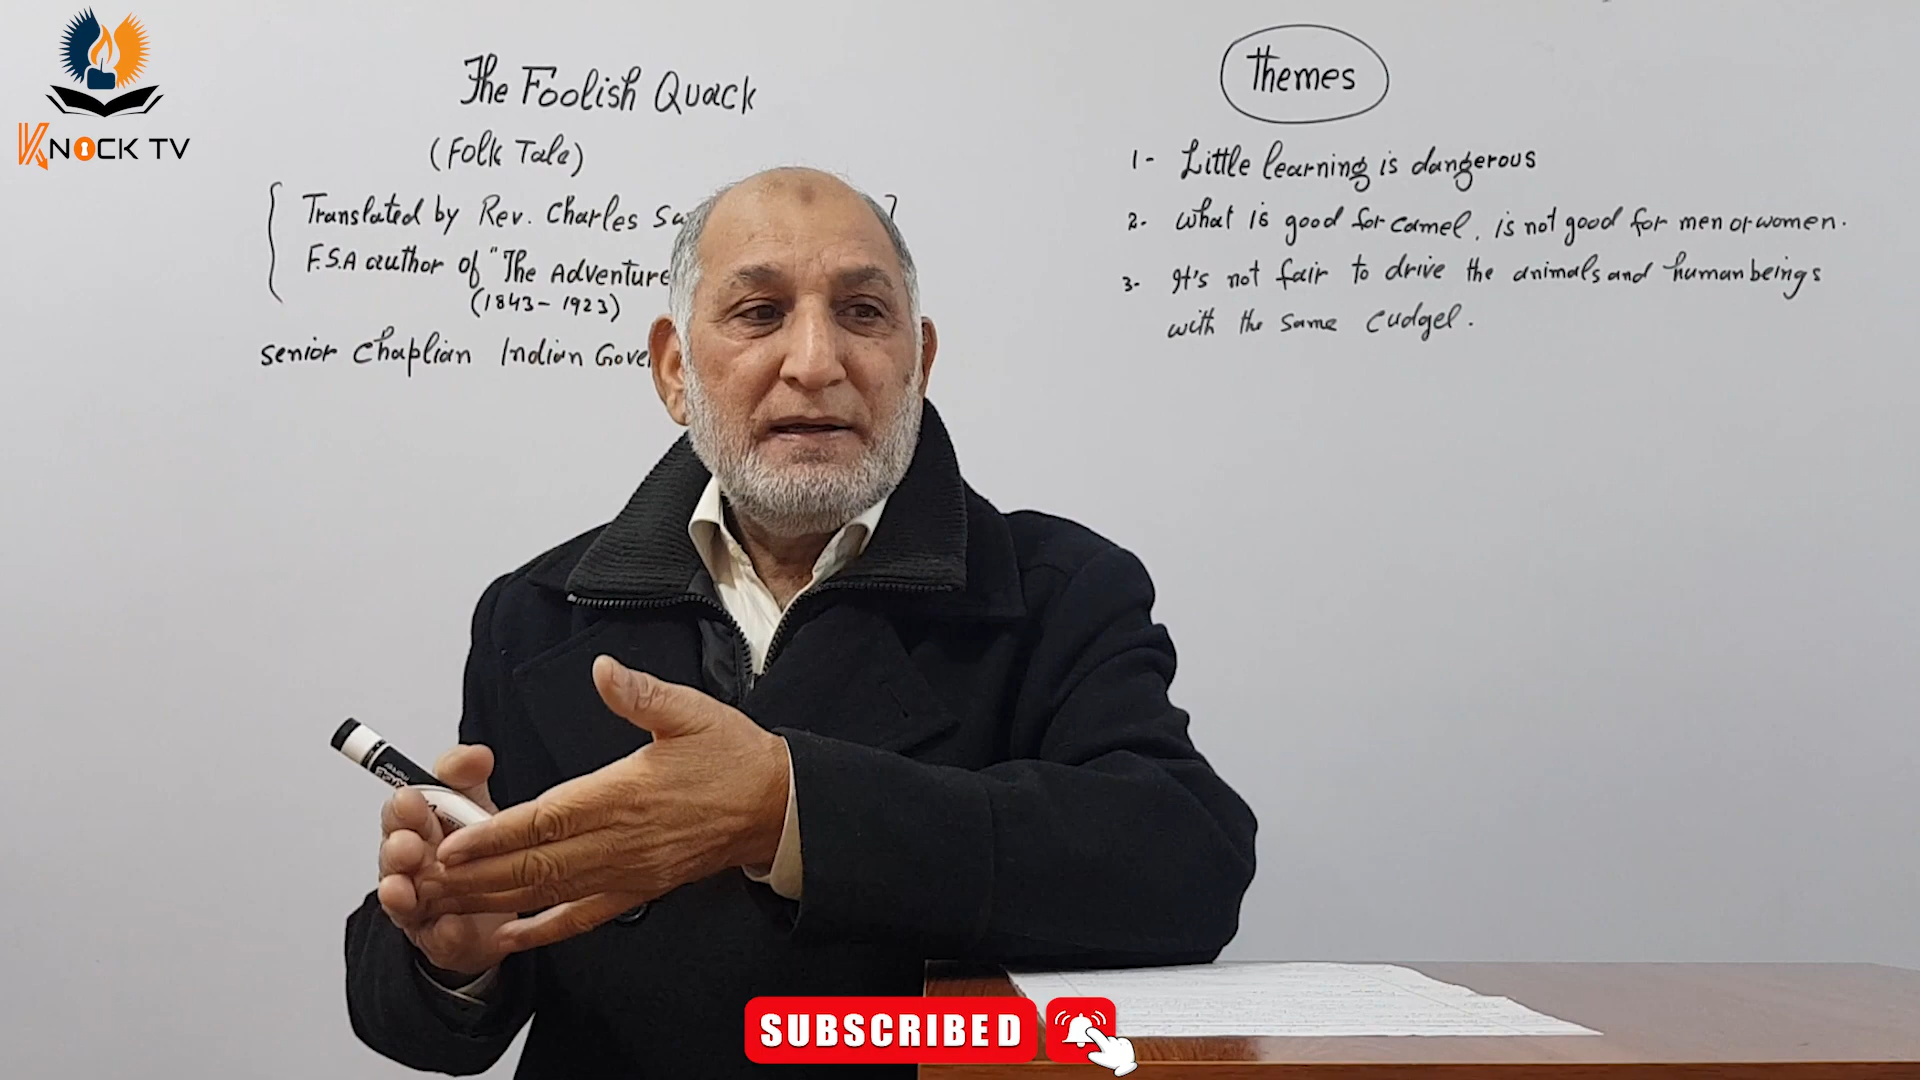 KNOCK TV
The Foolish Quack
(Folk Tale)
Translated by Rev. Charles
F.S.A author of "The Adventure
(1843-1923)
senior Chaplian Indian
Themes
1- Little learning is dangerous
2- What is good for camel, is not good for men or women.
3- It's not fair to drive the animals and human beings
with the same cudgel.
SUBSCRIBED